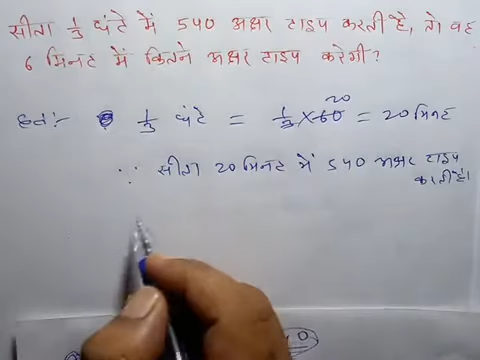 सीता 1/3 घंटे में 540 अक्षर टाइप करती है, तो वह
6 मिनट में कितने अक्षर टाइप करेगी?
हल:- 1/3 घंटे = 1/3 × 60 20 = 20 मिनट
∵ सीता 20 मिनट में 540 अक्षर टाइप
करती है।